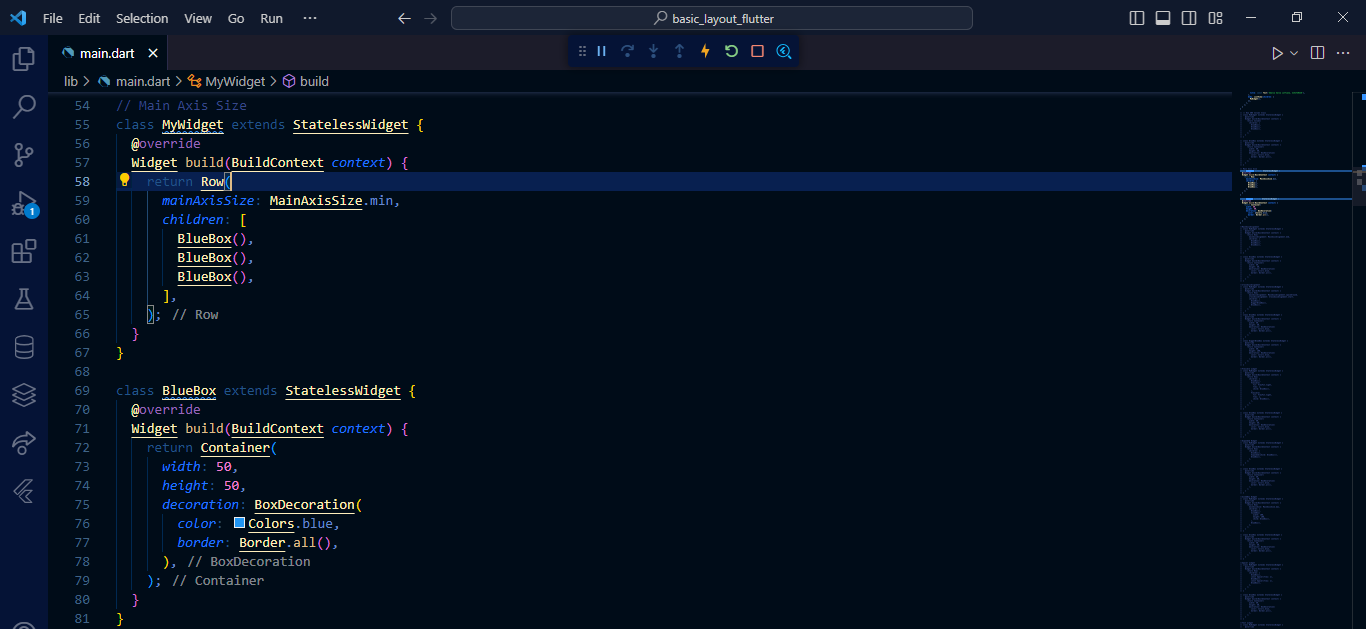 File Edit Selection View Go Run ···
basic_layout_flutter
main.dart
lib > main.dart > MyWidget > build
54 // Main Axis Size
55 class MyWidget extends StatelessWidget {
56 @override
57 Widget build(BuildContext context) {
58 return Row(
59 mainAxisSize: MainAxisSize.min,
60 children: [
61 BlueBox(),
62 BlueBox(),
63 BlueBox(),
64 ],
65 ); // Row
66 }
67 }
68
69 class BlueBox extends StatelessWidget {
70 @override
71 Widget build(BuildContext context) {
72 return Container(
73 width: 50,
74 height: 50,
75 decoration: BoxDecoration(
76 color: Colors.blue,
77 border: Border.all(),
78 ), // BoxDecoration
79 ); // Container
80 }
81 }
1